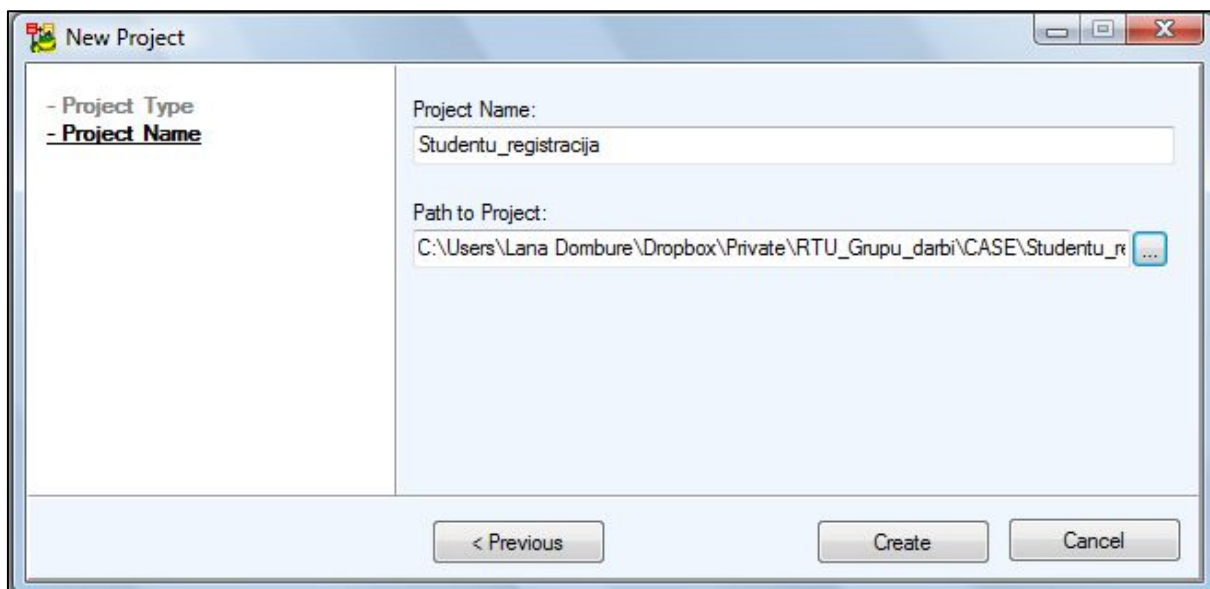 New Project
- Project Type
- Project Name
Project Name:
Studentu_registracija
Path to Project:
C:\Users\Lana Dombure\Dropbox\Private\RTU_Grupu_darbi\CASE\Studentu_re
...
< Previous
Create
Cancel